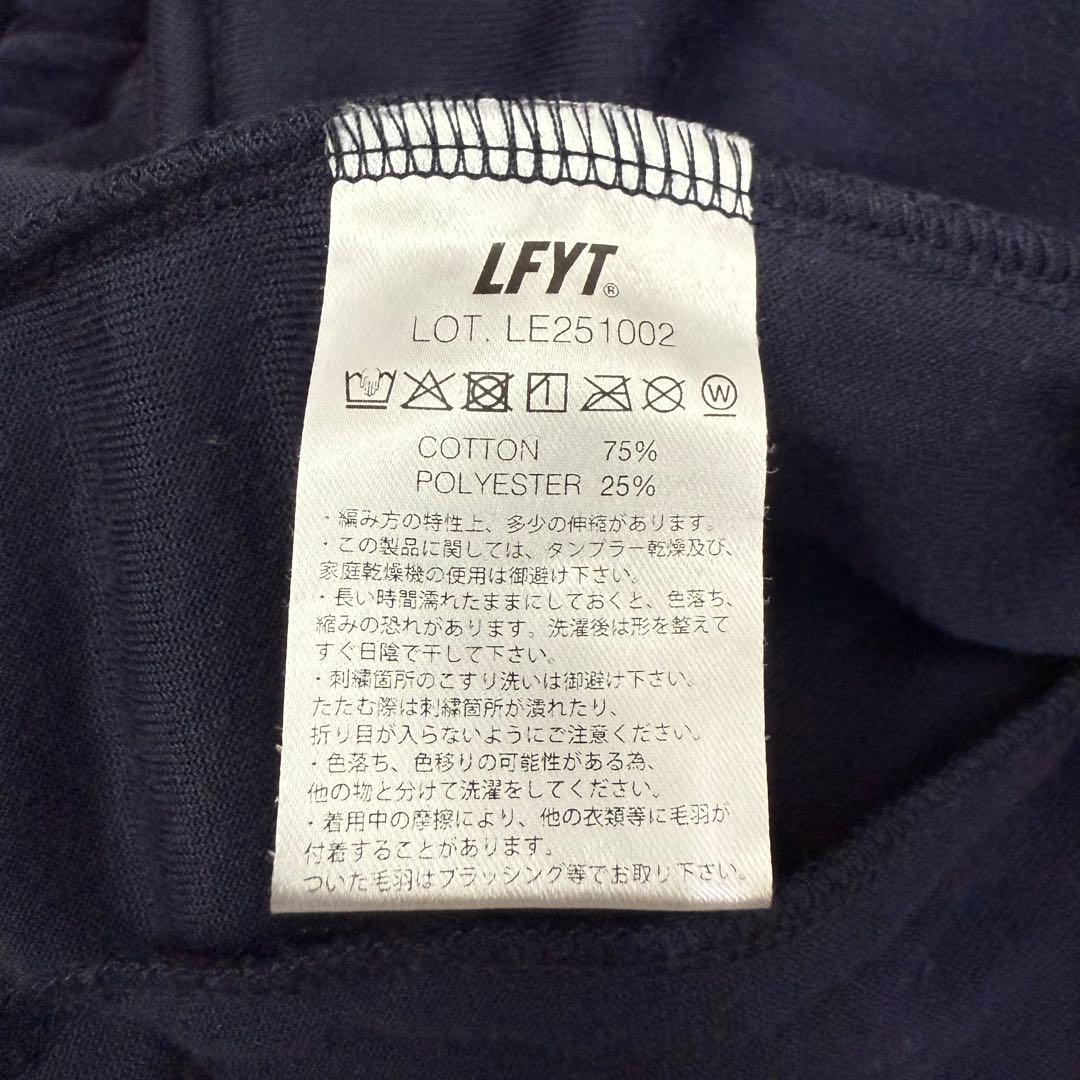 LFYT®
LOT. LE251002
W
COTTON 75%
POLYESTER 25%
・編み方の特性上、多少の伸縮があります。
・この製品に関しては、タンブラー乾燥及び、
家庭乾燥機の使用は御避け下さい。
・長い時間濡れたままにしておくと、色落ち、
縮みの恐れがあります。洗濯後は形を整えて
すぐ日陰で干して下さい。
・刺繍箇所のこすり洗いは御避け下さい。
たたむ際は刺繍箇所が潰れたり、
折り目が入らないようにご注意ください。
・色落ち、色移りの可能性がある為、
他の物と分けて洗濯をしてください。
・着用中の摩擦により、他の衣類等に毛羽が
付着することがあります。
ついた毛羽はブラッシング等でお取り下さい。